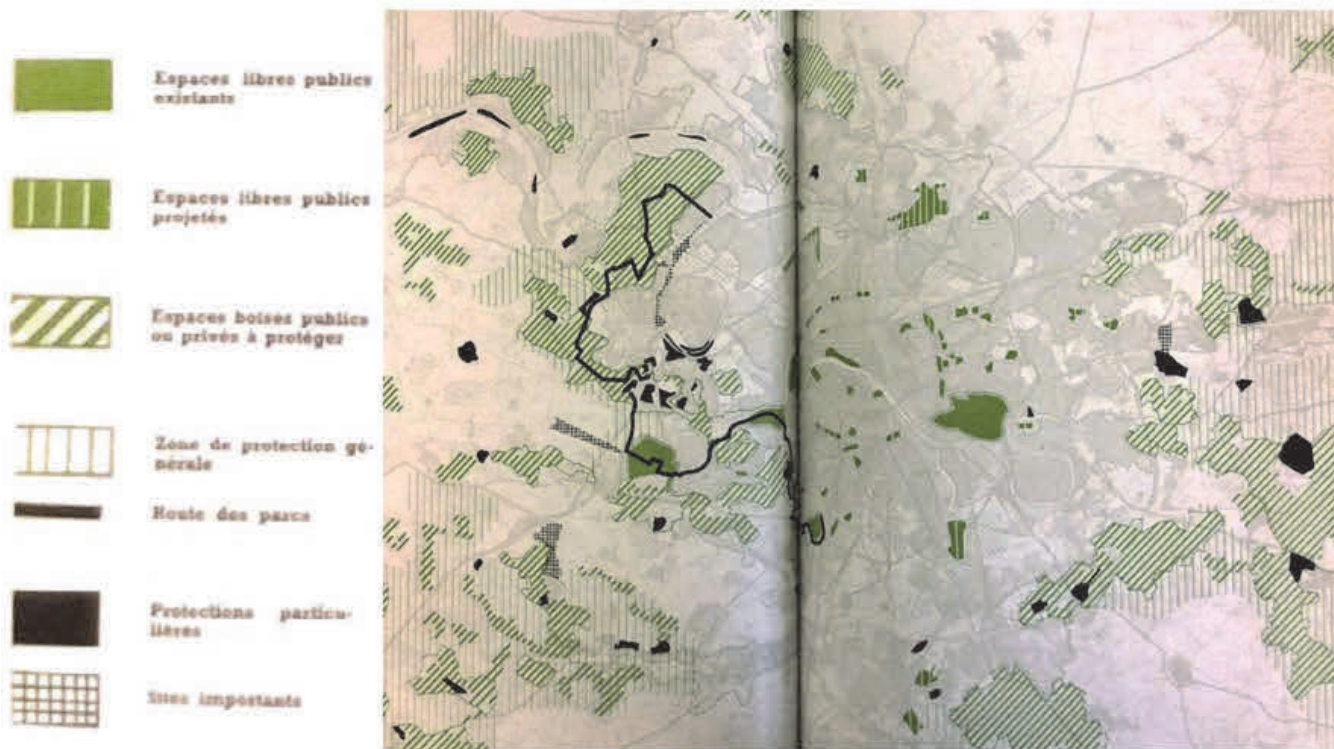 Espaces libres publics
existants
Espaces libres publics
projetés
Espaces boisés publics
ou privés à protéger
Zone de protection gé-
nérale
Route des parcs
Protections particu-
lières
Sites importants